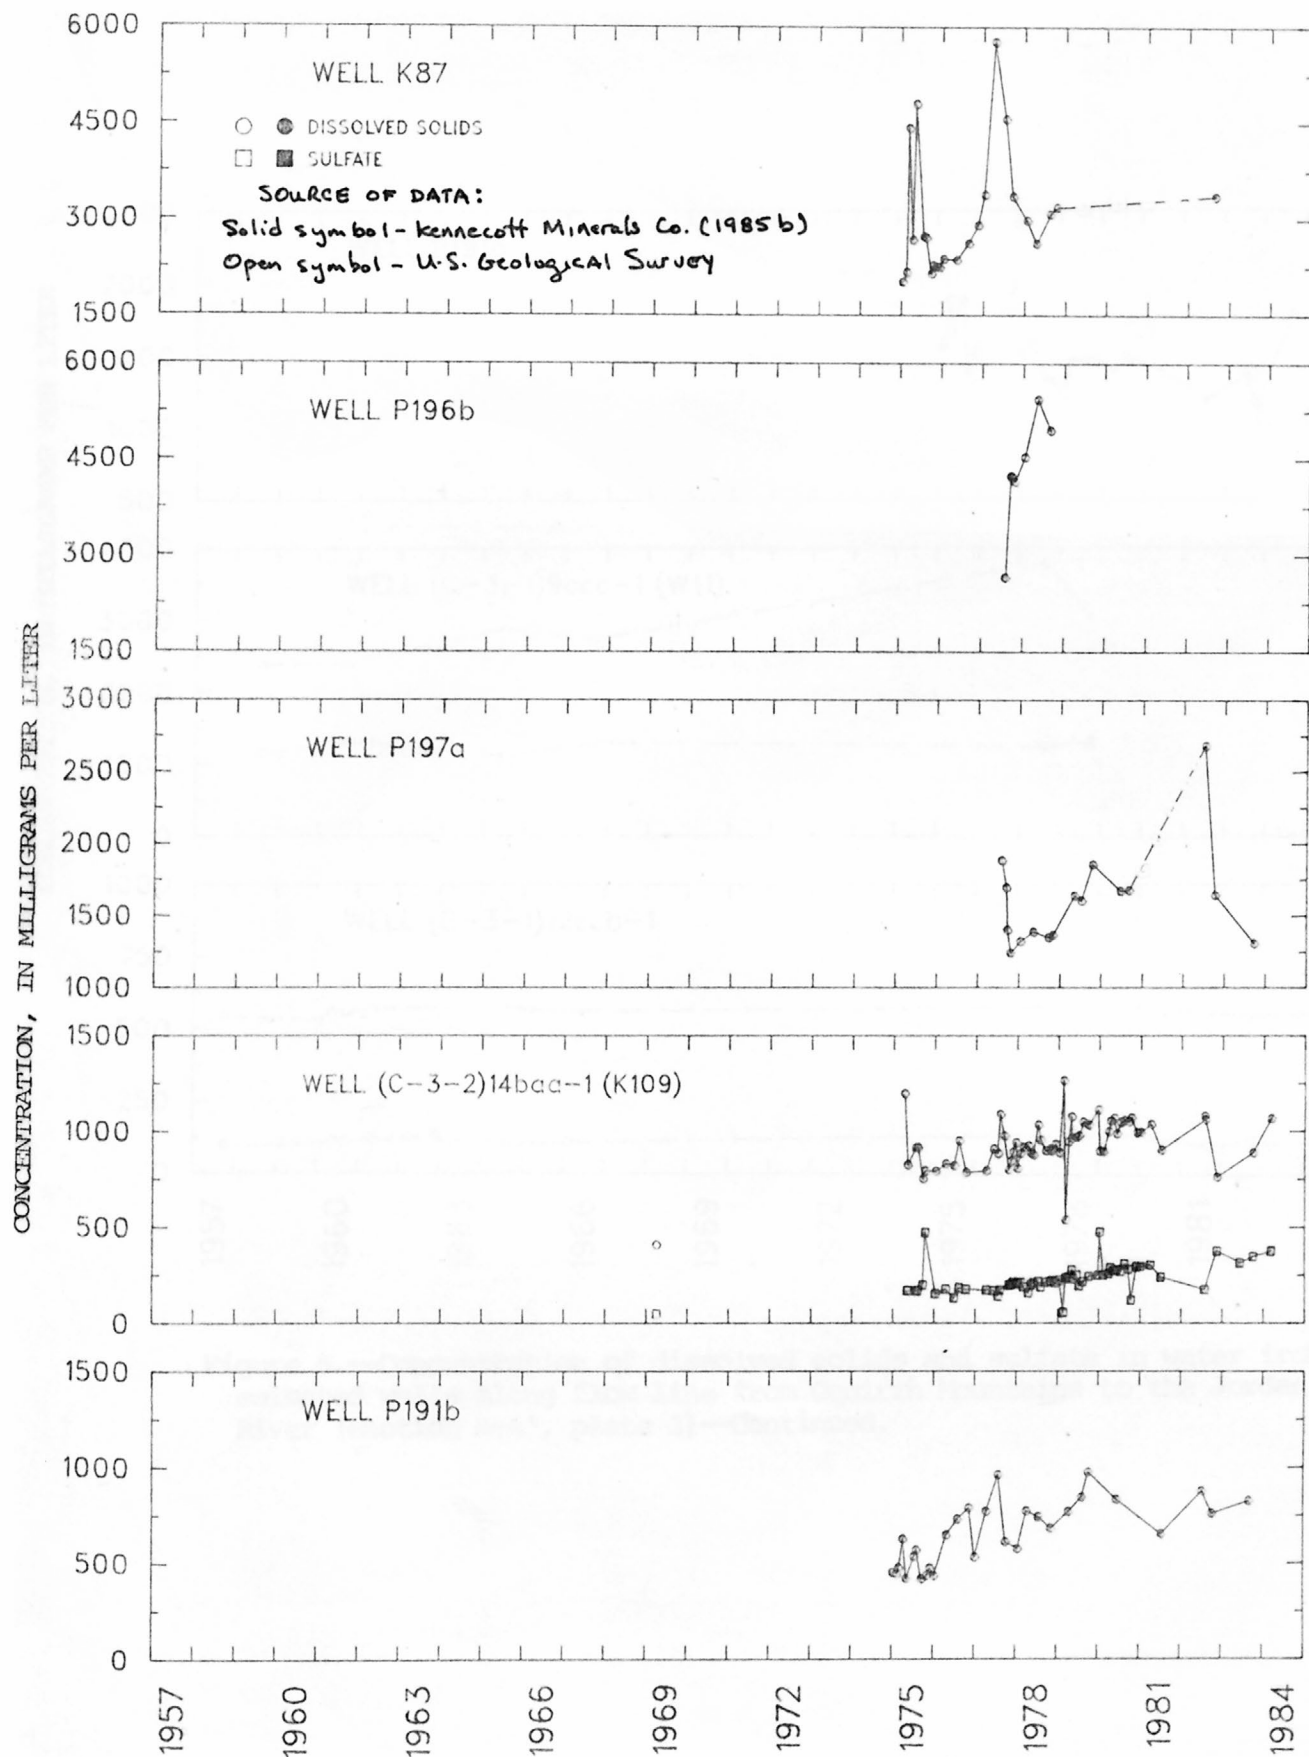 6000
WELL K87
4500
DISSOLVED SOLIDS
SULFATE
SOURCE OF DATA:
3000
Solid symbol - Kennecott Minerals Co. (1985b)
Open symbol - U.S. Geological Survey
1500
6000
WELL P196b
4500
3000
1500
CONCENTRATION, IN MILLIGRAMS PER LITER
3000
WELL P197a
2500
2000
1500
1000
1500
WELL (C-3-2)14baa-1 (K109)
1000
500
0
1500
WELL P191b
1000
500
0
1957 1960 1963 1966 1969 1972 1975 1978 1981 1984